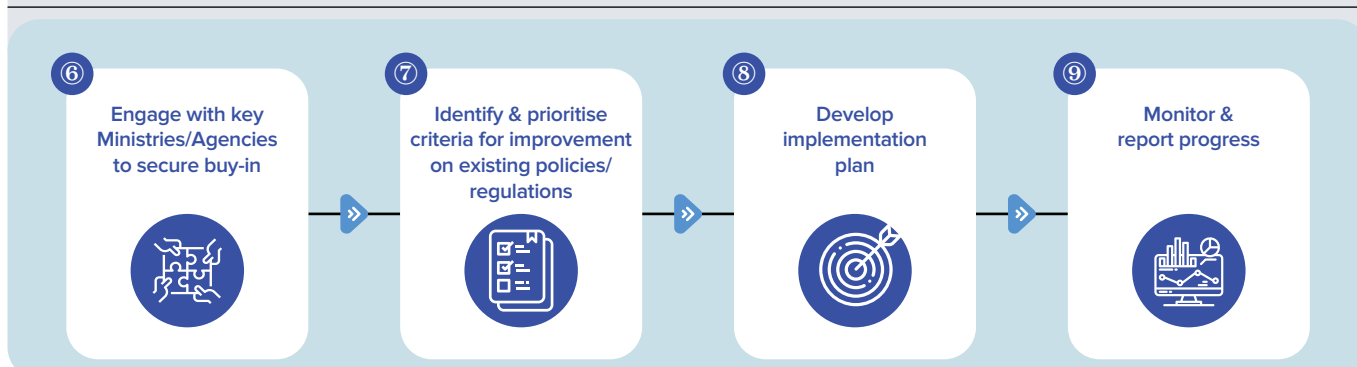 ⑥
Engage with key
Ministries/Agencies
to secure buy-in
⑦
Identify & prioritise
criteria for improvement
on existing policies/
regulations
⑧
Develop
implementation
plan
⑨
Monitor &
report progress